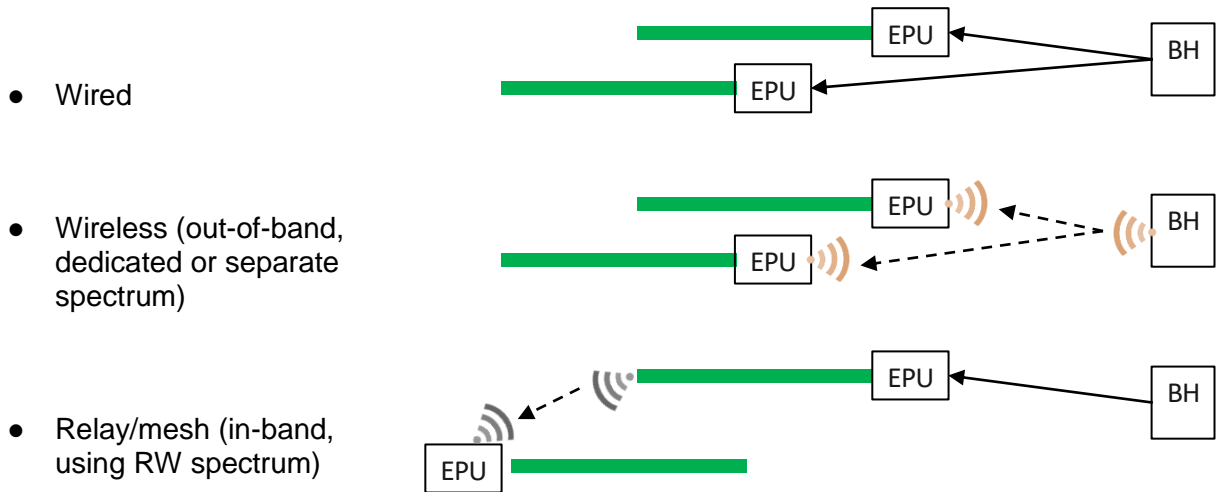 EPU
BH
● Wired
EPU
EPU
BH
● Wireless (out-of-band,
dedicated or separate
spectrum)
EPU
EPU
BH
● Relay/mesh (in-band,
using RW spectrum)
EPU